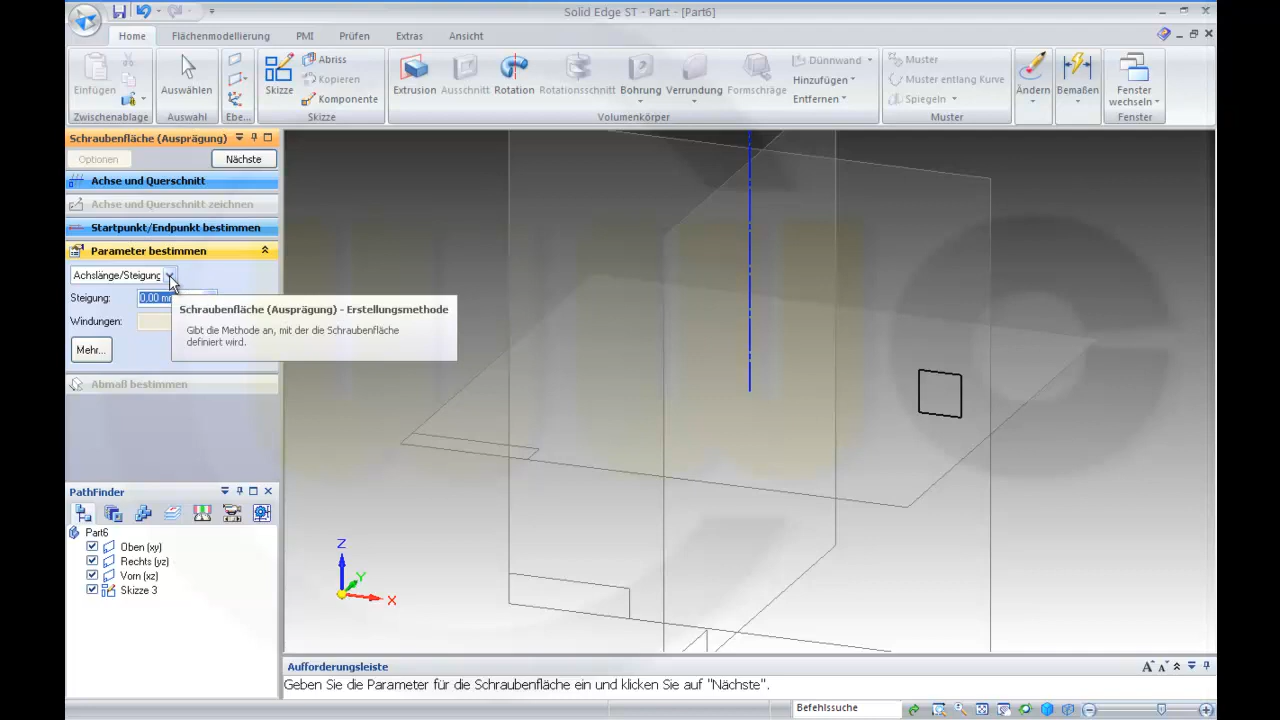 Solid Edge ST - Part - [Part6]
Home Flächenmodellierung PMI Prüfen Extras Ansicht
Einfügen
Zwischenablage
Auswählen
Auswahl
Ebe...
Skizze
Abriss
Kopieren
Komponente
Skizze
Extrusion Ausschnitt Rotation Rotationsschnitt Bohrung Verrundung Formschräge
Dünnwand
Hinzufügen
Entfernen
Volumenkörper
Muster
Muster entlang Kurve
Spiegeln
Muster
Ändern
Bemaßen
Fenster wechseln
Fenster
Schraubenfläche (Ausprägung)
Optionen Nächste
Achse und Querschnitt
Achse und Querschnitt zeichnen
Startpunkt/Endpunkt bestimmen
Parameter bestimmen
Achslänge/Steigung
Steigung: 0,00 mm
Windungen:
Mehr...
Abmaß bestimmen
Schraubenfläche (Ausprägung) - Erstellungsmethode
Gibt die Methode an, mit der die Schraubenfläche
definiert wird.
PathFinder
Part6
Oben (xy)
Rechts (yz)
Vorn (xz)
Skizze 3
Z
Y
X
Aufforderungsleiste
Geben Sie die Parameter für die Schraubenfläche ein und klicken Sie auf "Nächste".
Befehlssuche